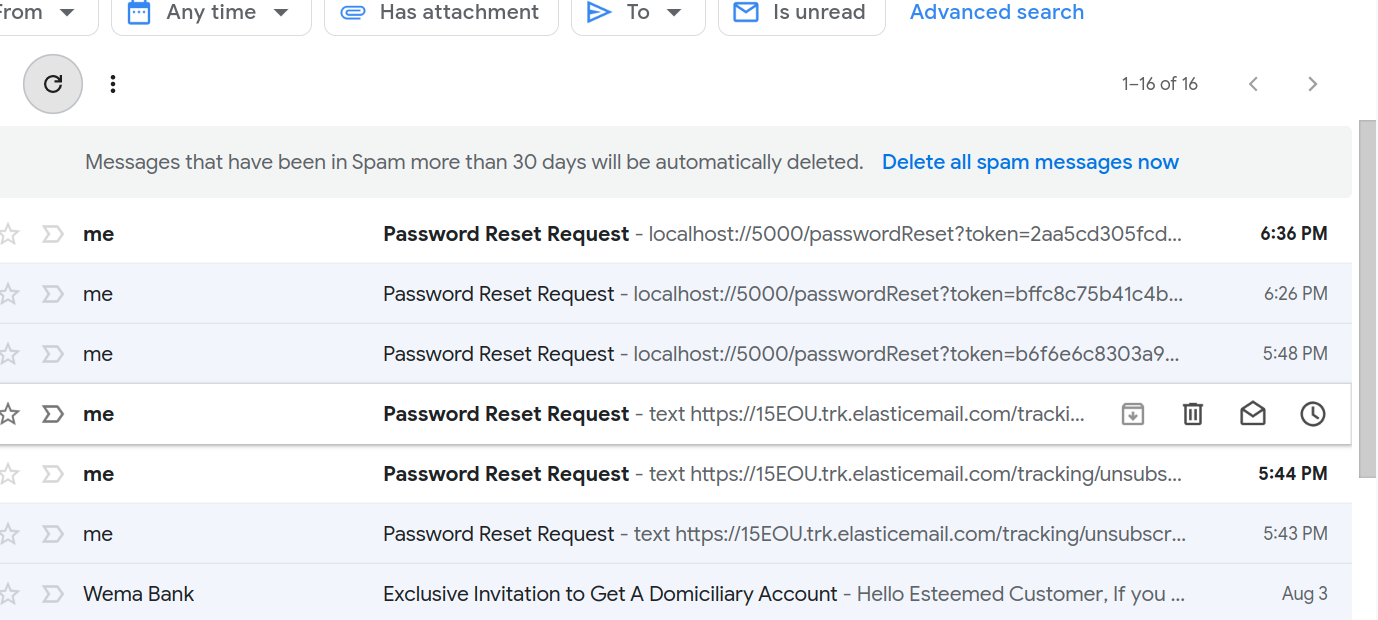 From Any time Has attachment To Is unread Advanced search
1–16 of 16
Messages that have been in Spam more than 30 days will be automatically deleted. Delete all spam messages now
me Password Reset Request - localhost://5000/passwordReset?token=2aa5cd305fcd... 6:36 PM
me Password Reset Request - localhost://5000/passwordReset?token=bffc8c75b41c4b... 6:26 PM
me Password Reset Request - localhost://5000/passwordReset?token=b6f6e6c8303a9... 5:48 PM
me Password Reset Request - text https://15EOU.trk.elasticemail.com/tracki...
me Password Reset Request - text https://15EOU.trk.elasticemail.com/tracking/unsubs... 5:44 PM
me Password Reset Request - text https://15EOU.trk.elasticemail.com/tracking/unsubscr... 5:43 PM
Wema Bank Exclusive Invitation to Get A Domiciliary Account - Hello Esteemed Customer, If you ... Aug 3